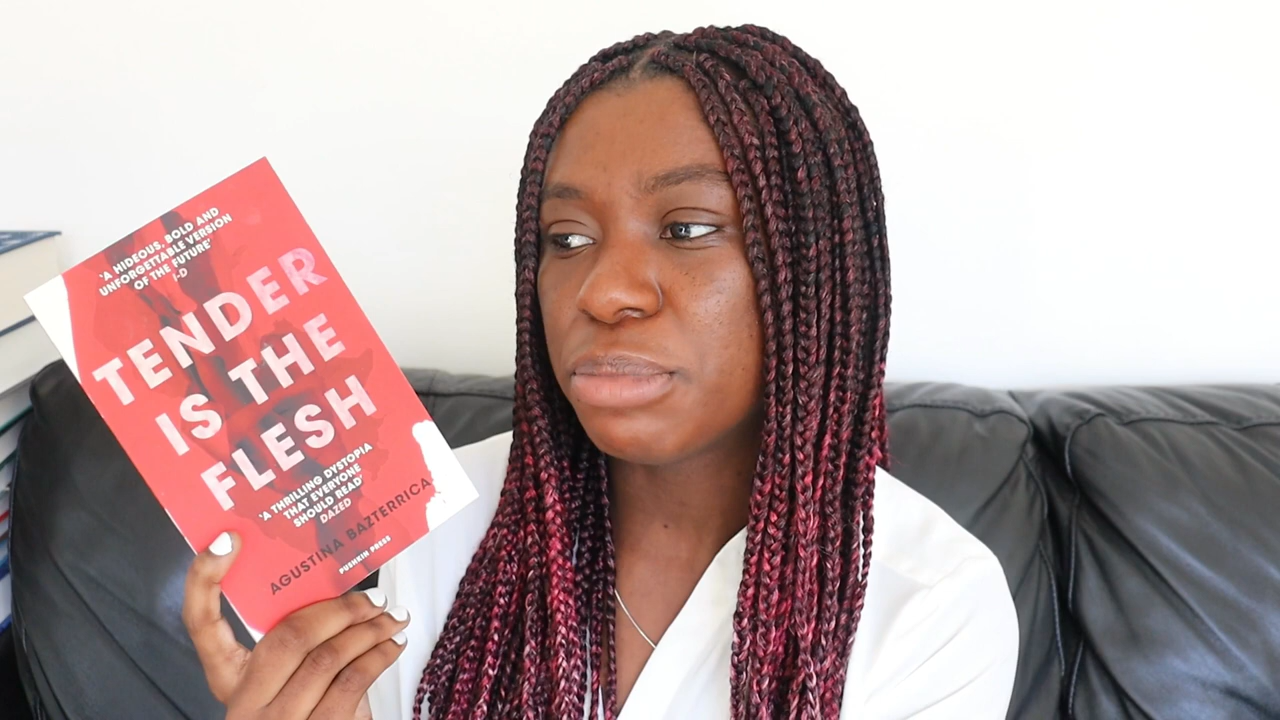 'A HIDEOUS, BOLD AND
UNFORGETTABLE VERSION
OF THE FUTURE'
I-D
TENDER
IS THE
FLESH
'A THRILLING DYSTOPIA
THAT EVERYONE
SHOULD READ'
DAZED
AGUSTINA BAZTERRICA
PUSHKIN PRESS